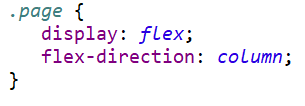 .page {
   display: flex;
   flex-direction: column;
}